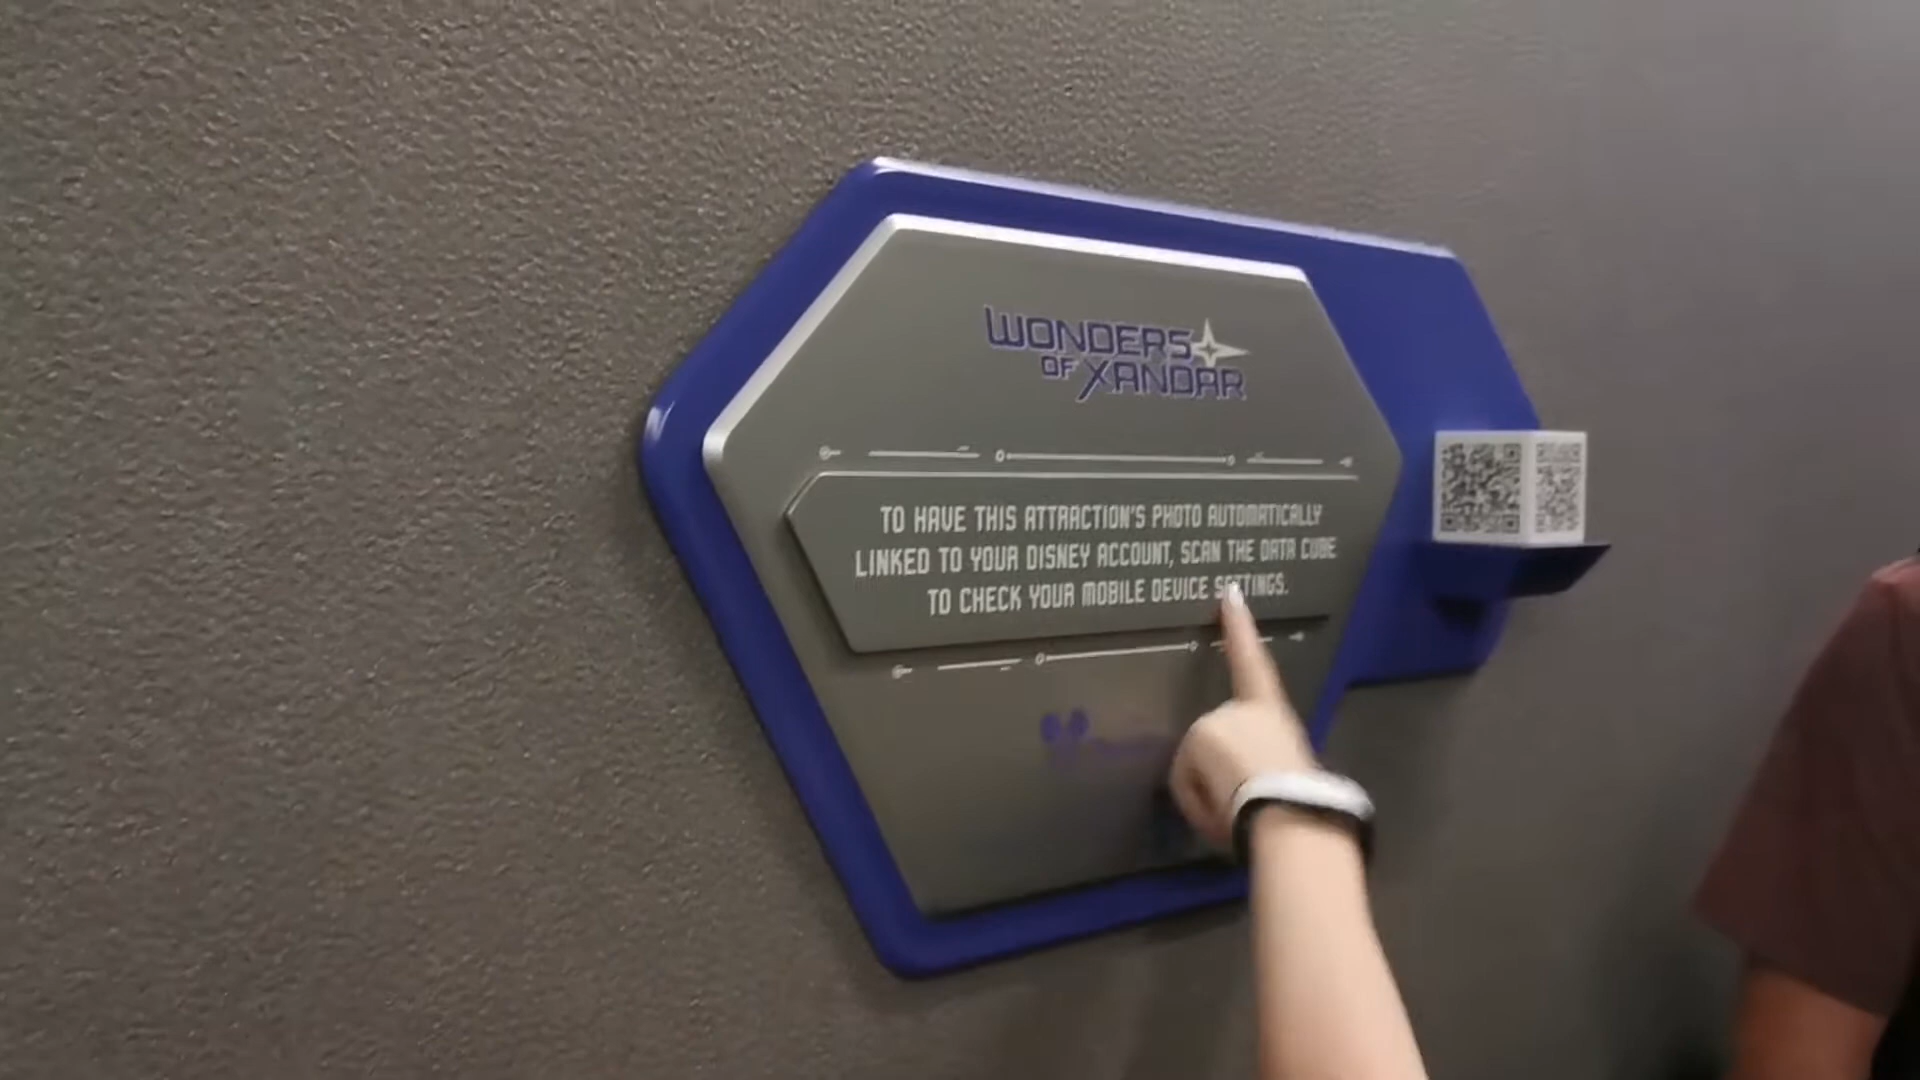 WONDERS
OF XANDAR
TO HAVE THIS ATTRACTION'S PHOTO AUTOMATICALLY
LINKED TO YOUR DISNEY ACCOUNT, SCAN THE DATA CUBE
TO CHECK YOUR MOBILE DEVICE SETTINGS.